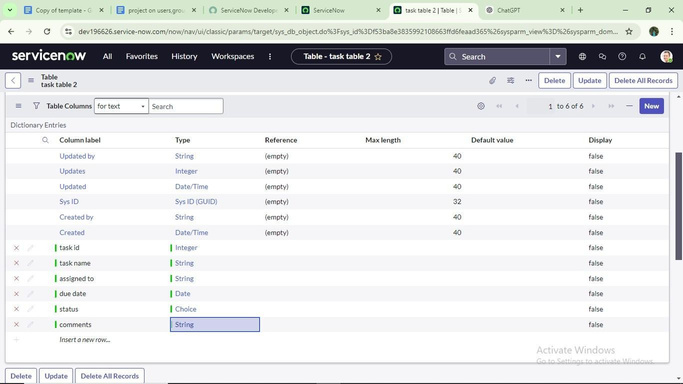 Copy of template -
project on users.grou
ServiceNow Develop
ServiceNow
task table 2 | Table |
ChatGPT
dev196626.service-now.com/now/nav/ui/classic/params/target/sys_db_object.do%3Fsys_id%3Df53ba8e3835992108663ffd6feaad365%26sysparm_view%3D%26sysparm_dom...
servicenow All Favorites History Workspaces Table - task table 2 Search
Table
task table 2
Delete Update Delete All Records
Table Columns for text Search 1 to 6 of 6 New
Dictionary Entries
Column label Type Reference Max length Default value Display
Updated by String (empty) 40 false
Updates Integer (empty) 40 false
Updated Date/Time (empty) 40 false
Sys ID Sys ID (GUID) (empty) 32 false
Created by String (empty) 40 false
Created Date/Time (empty) 40 false
task id Integer false
task name String false
assigned to String false
due date Date false
status Choice false
comments String false
Insert a new row...
Activate Windows
Go to Settings to activate Windows.
Delete Update Delete All Records